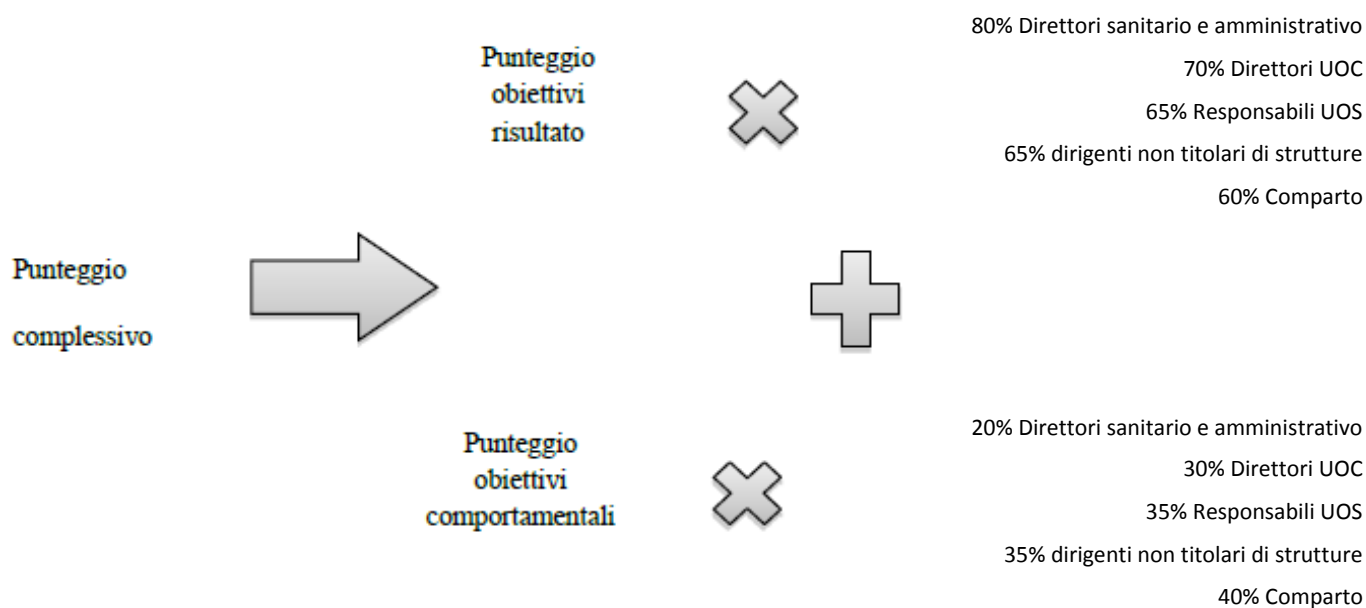 80% Direttori sanitario e amministrativo
Punteggio
obiettivi
risultato
70% Direttori UOC
65% Responsabili UOS
65% dirigenti non titolari di strutture
60% Comparto
Punteggio
complessivo
20% Direttori sanitario e amministrativo
Punteggio
obiettivi
comportamentali
30% Direttori UOC
35% Responsabili UOS
35% dirigenti non titolari di strutture
40% Comparto